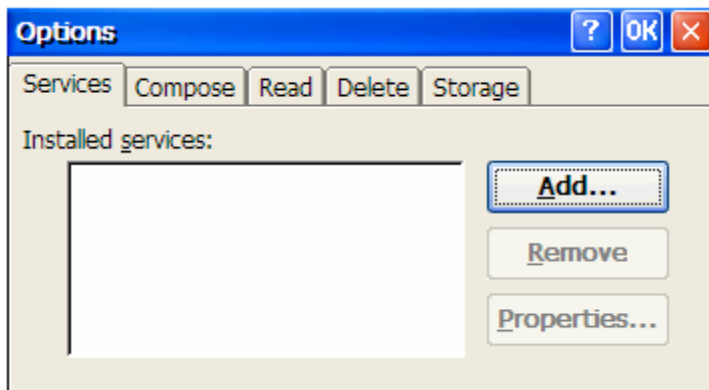 Options ? OK ×
Services Compose Read Delete Storage
Installed services:
Add...
Remove
Properties...